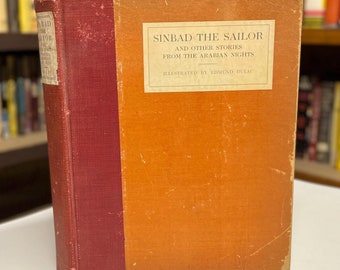 SINBAD THE SAILOR
AND OTHER STORIES
FROM THE ARABIAN NIGHTS
ILLUSTRATED BY EDMUND DULAC